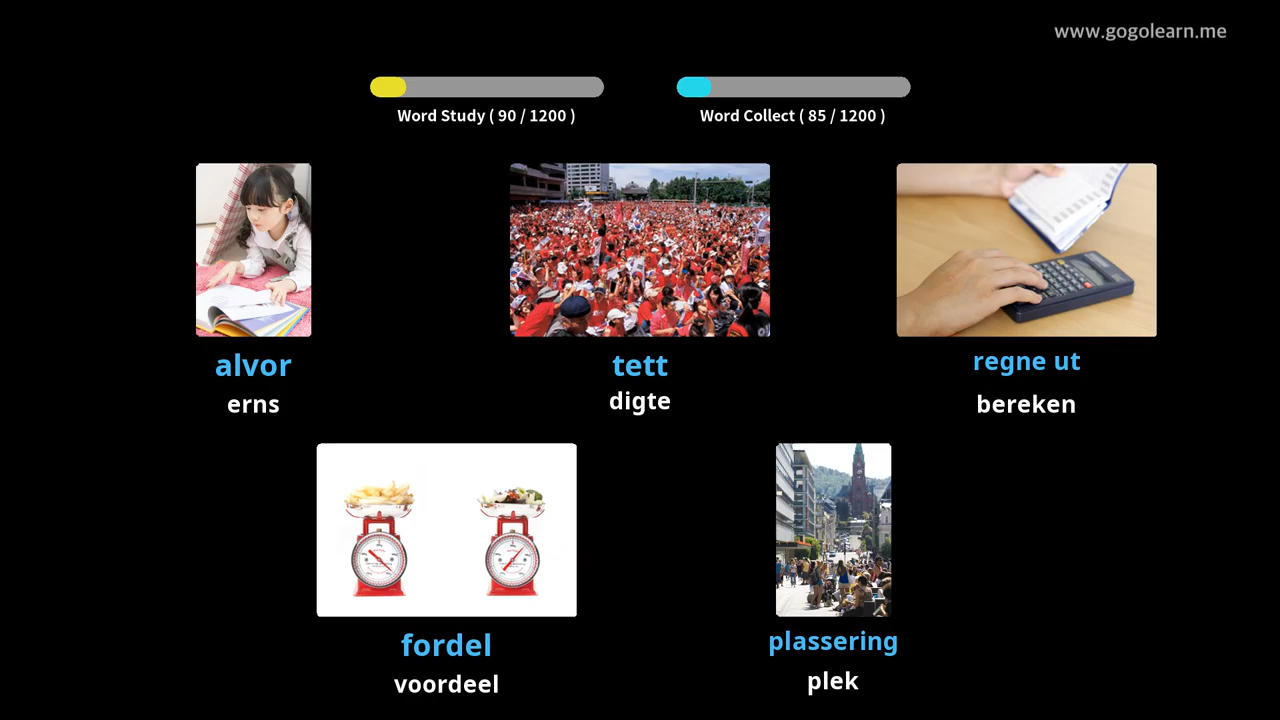 www.gogolearn.me
Word Study ( 90 / 1200 )
Word Collect ( 85 / 1200 )
alvor
erns
tett
digte
regne ut
bereken
fordel
voordeel
plassering
plek